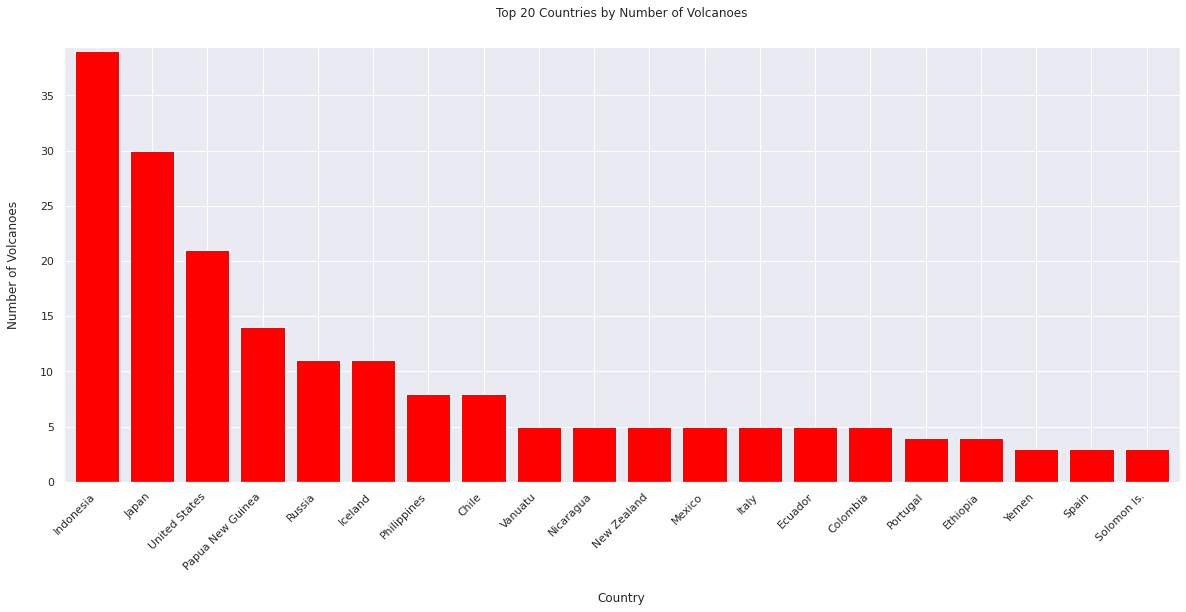 Top 20 Countries by Number of Volcanoes
Number of Volcanoes
35
30
25
20
15
10
5
0
Indonesia
Japan
United States
Papua New Guinea
Russia
Iceland
Philippines
Chile
Vanuatu
Nicaragua
New Zealand
Mexico
Italy
Ecuador
Colombia
Portugal
Ethiopia
Yemen
Spain
Solomon Is.
Country